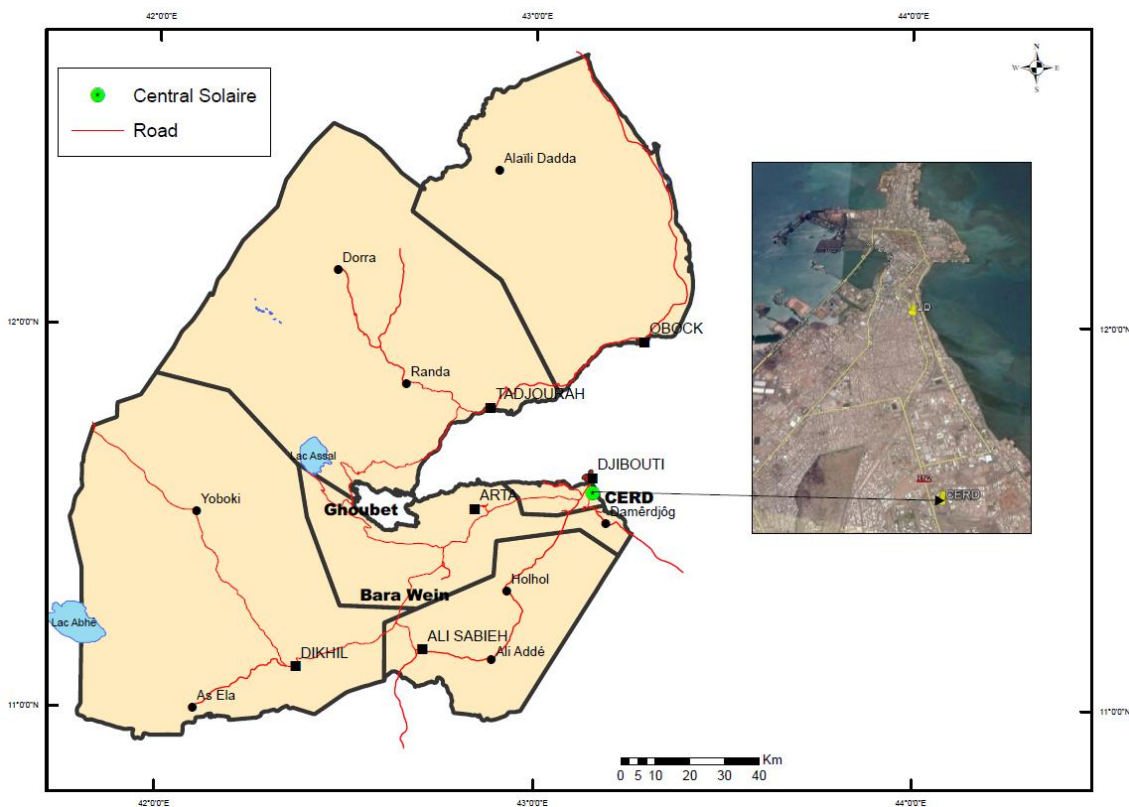 42°0'0"E
43°0'0"E
44°0'0"E
N
W
E
S
Central Solaire
Road
Alaïli Dadda
Dorra
12°0'0"N
12°0'0"N
OBOCK
Randa
TADJOURAH
Lac Assal
DJIBOUTI
Yoboki
Ghoubet
ARTA
CERD
CERD
Damêrdjôg
Holhol
Bara Wein
Lac Abhê
ALI SABIEH
DIKHIL
Ali Addé
As Ela
11°0'0"N
11°0'0"N
Km
0 5 10 20 30 40
42°0'0"E
43°0'0"E
44°0'0"E